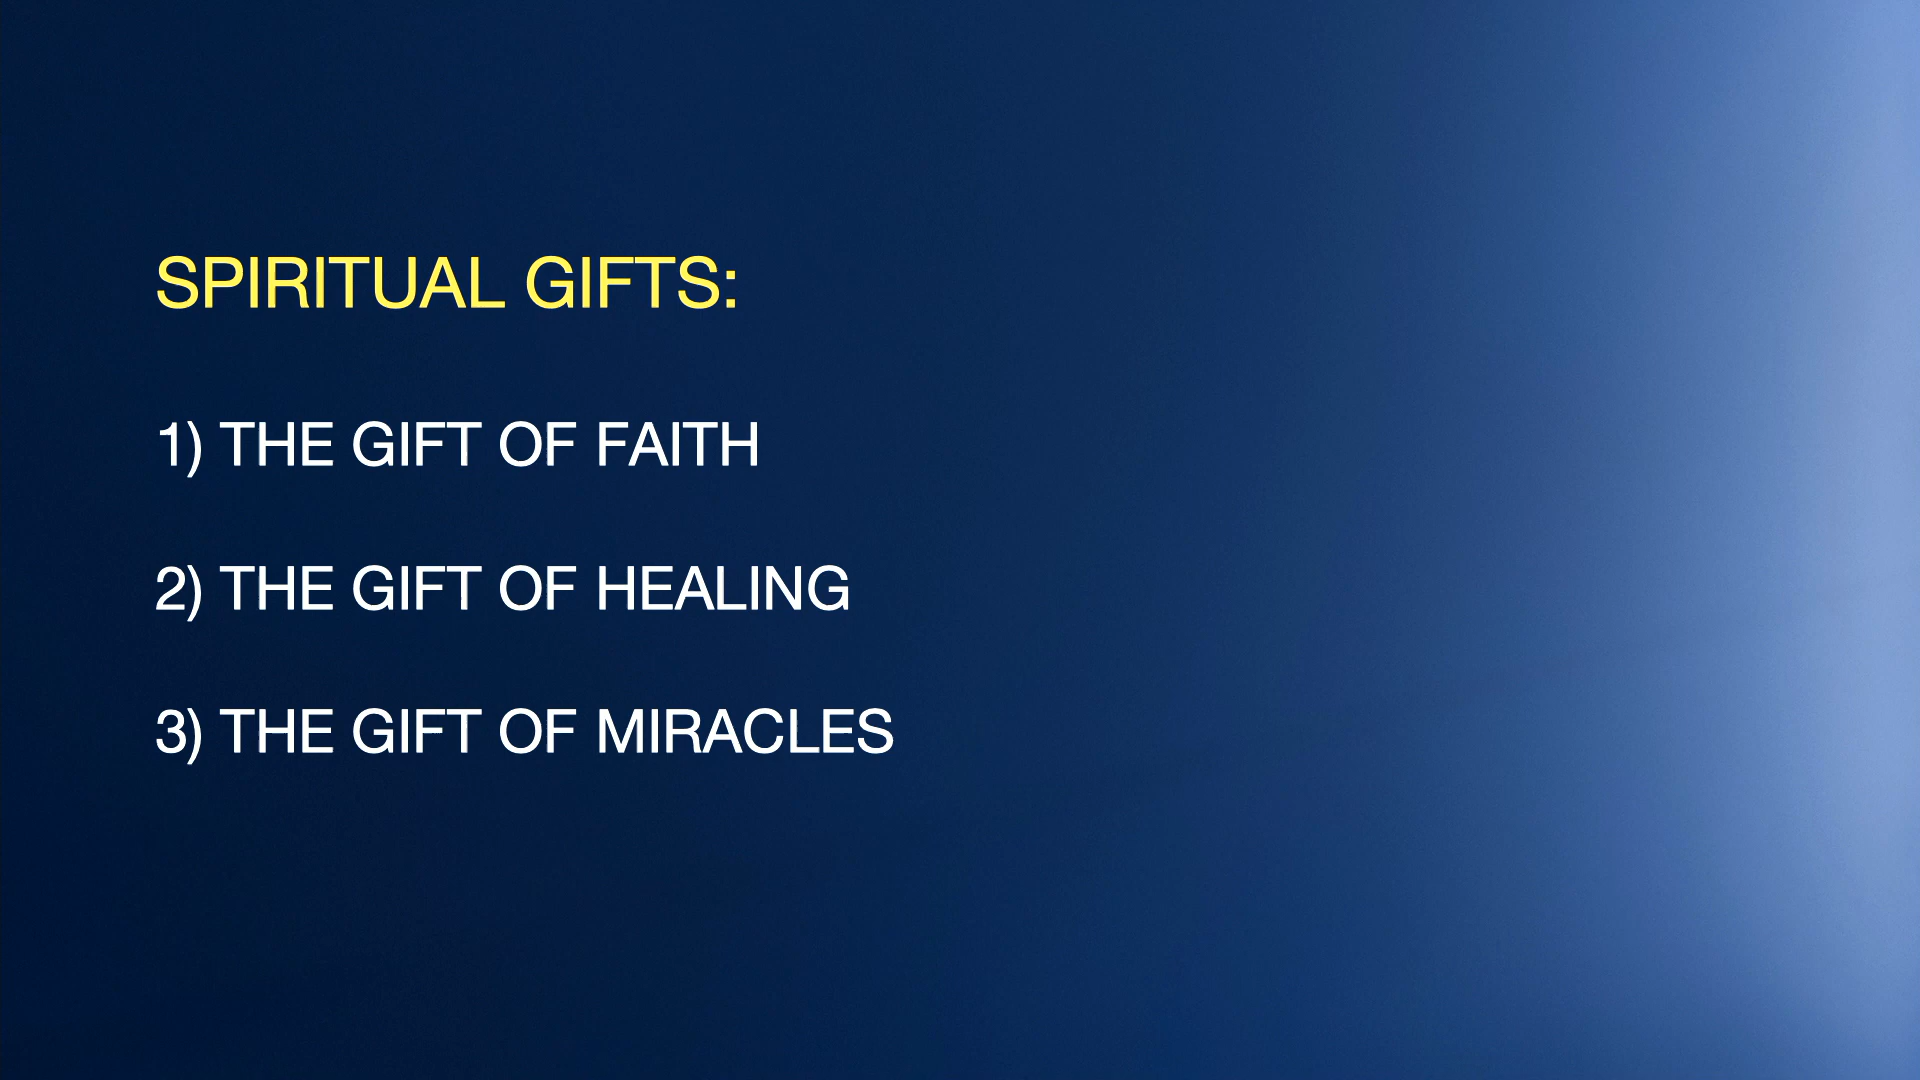 SPIRITUAL GIFTS:
1) THE GIFT OF FAITH
2) THE GIFT OF HEALING
3) THE GIFT OF MIRACLES